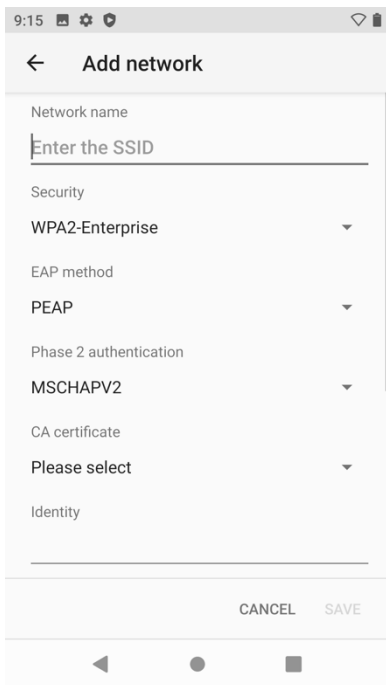 9:15
Add network
Network name
Enter the SSID
Security
WPA2-Enterprise
EAP method
PEAP
Phase 2 authentication
MSCHAPV2
CA certificate
Please select
Identity
CANCEL SAVE